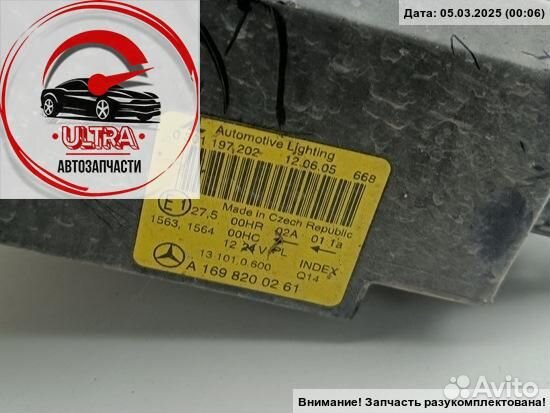 Дата: 05.03.2025 (00:06)
ULTRA
АВТОЗАПЧАСТИ
Automotive Lighting
1 197,202 12.06.05 668
Made in Czech Republic
E1 27,5 00HR 02A 01 1a
1563, 1564 00HC
12 V PL INDEX
13 101,0 600 Q14
A 169 820 02 61
Avito
Внимание! Запчасть разукомплектована!